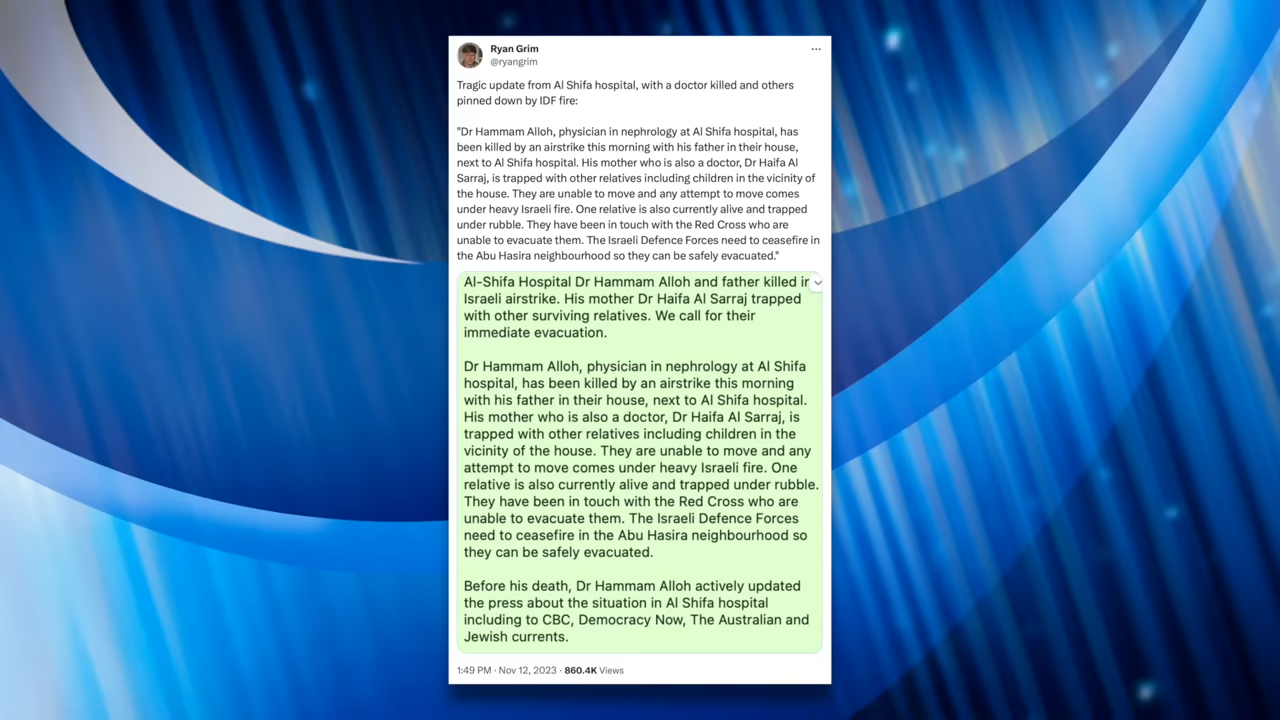 Ryan Grim
@ryangrim
Tragic update from Al Shifa hospital, with a doctor killed and others
pinned down by IDF fire:
"Dr Hammam Alloh, physician in nephrology at Al Shifa hospital, has
been killed by an airstrike this morning with his father in their house,
next to Al Shifa hospital. His mother who is also a doctor, Dr Haifa Al
Sarraj, is trapped with other relatives including children in the vicinity of
the house. They are unable to move and any attempt to move comes
under heavy Israeli fire. One relative is also currently alive and trapped
under rubble. They have been in touch with the Red Cross who are
unable to evacuate them. The Israeli Defence Forces need to ceasefire in
the Abu Hasira neighbourhood so they can be safely evacuated."
Al-Shifa Hospital Dr Hammam Alloh and father killed in
Israeli airstrike. His mother Dr Haifa Al Sarraj trapped
with other surviving relatives. We call for their
immediate evacuation.
Dr Hammam Alloh, physician in nephrology at Al Shifa
hospital, has been killed by an airstrike this morning
with his father in their house, next to Al Shifa hospital.
His mother who is also a doctor, Dr Haifa Al Sarraj, is
trapped with other relatives including children in the
vicinity of the house. They are unable to move and any
attempt to move comes under heavy Israeli fire. One
relative is also currently alive and trapped under rubble.
They have been in touch with the Red Cross who are
unable to evacuate them. The Israeli Defence Forces
need to ceasefire in the Abu Hasira neighbourhood so
they can be safely evacuated.
Before his death, Dr Hammam Alloh actively updated
the press about the situation in Al Shifa hospital
including to CBC, Democracy Now, The Australian and
Jewish currents.
1:49 PM · Nov 12, 2023 · 860.4K Views